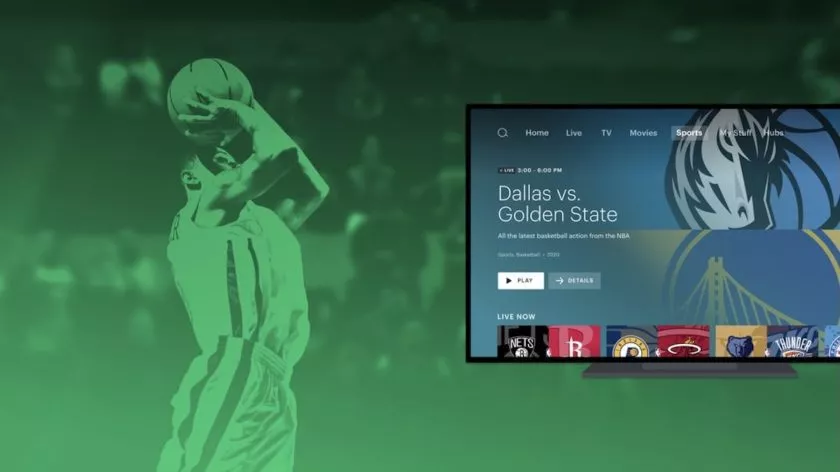 Home Live TV Movies Sports My Stuff Hubs
LIVE 3:00 - 6:00 PM
Dallas vs.
Golden State
All the latest basketball action from the NBA
Sports, Basketball • 2020
PLAY DETAILS
LIVE NOW
NETS
B R
THUNDER
R